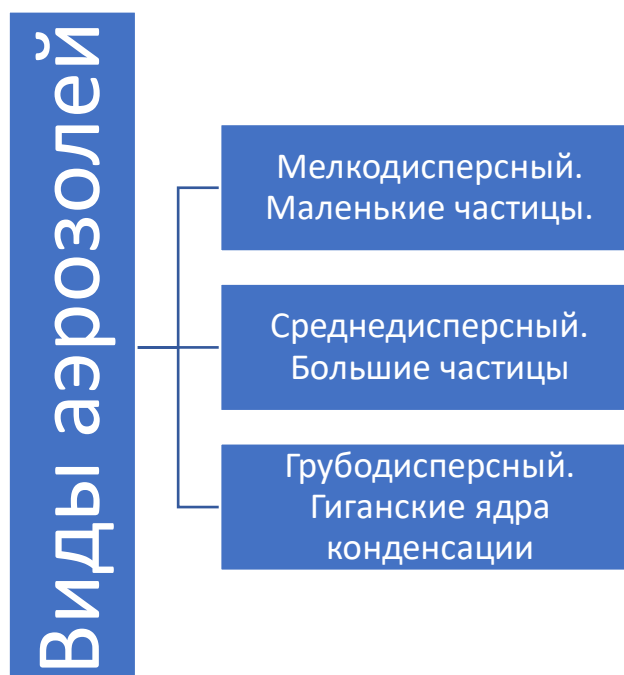 Виды аэрозолей
Мелкодисперсный.
Маленькие частицы.
Среднедисперсный.
Большие частицы
Грубодисперсный.
Гиганские ядра
конденсации